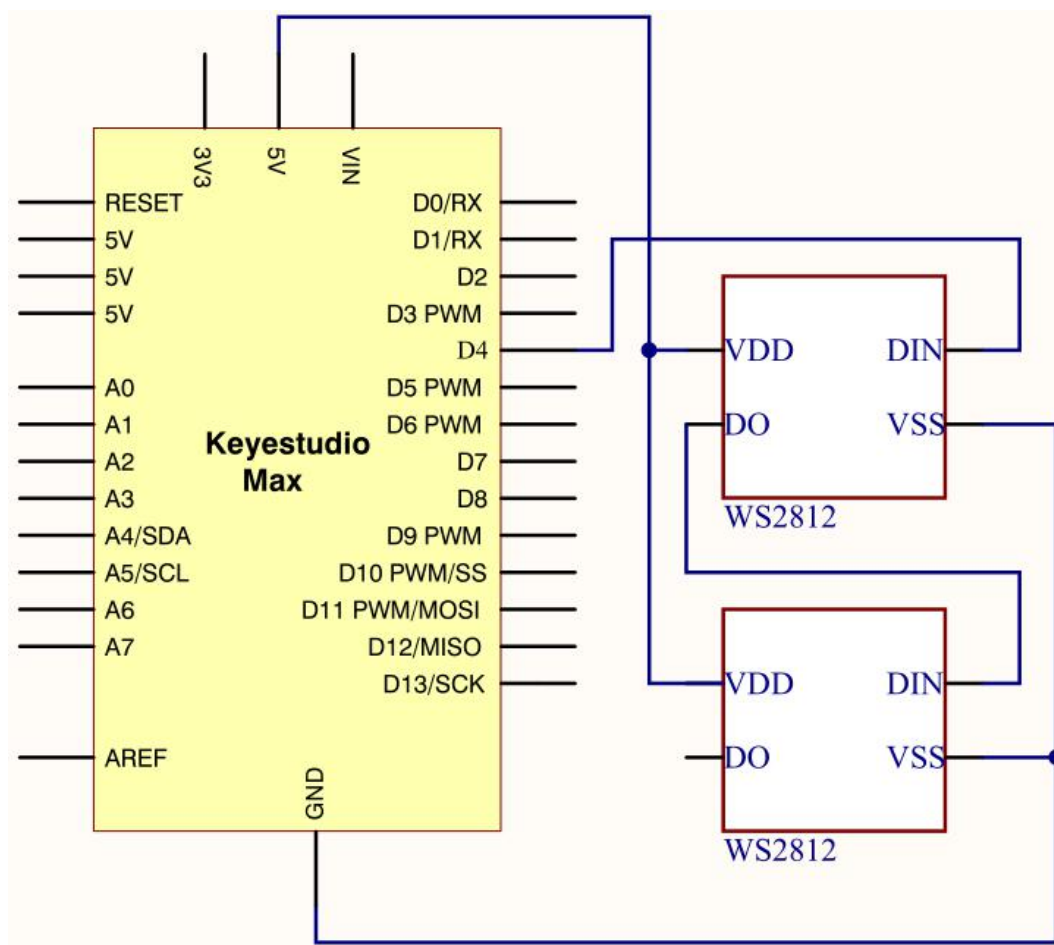 3V3
5V
VIN
RESET
5V
5V
5V
A0
A1
A2
A3
A4/SDA
A5/SCL
A6
A7
AREF
Keyestudio
Max
D0/RX
D1/RX
D2
D3 PWM
D4
D5 PWM
D6 PWM
D7
D8
D9 PWM
D10 PWM/SS
D11 PWM/MOSI
D12/MISO
D13/SCK
GND
VDD
DIN
DO
VSS
WS2812
VDD
DIN
DO
VSS
WS2812